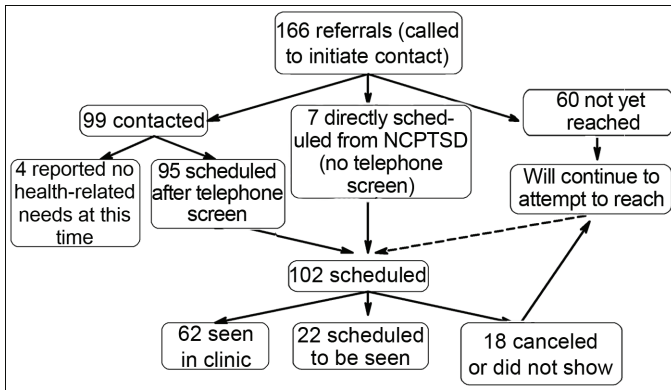 166 referrals (called
to initiate contact)
99 contacted
7 directly sched-
uled from NCPTSD
(no telephone
screen)
60 not yet
reached
4 reported no
health-related
needs at this
time
95 scheduled
after telephone
screen
Will continue to
attempt to reach
102 scheduled
62 seen
in clinic
22 scheduled
to be seen
18 canceled
or did not show